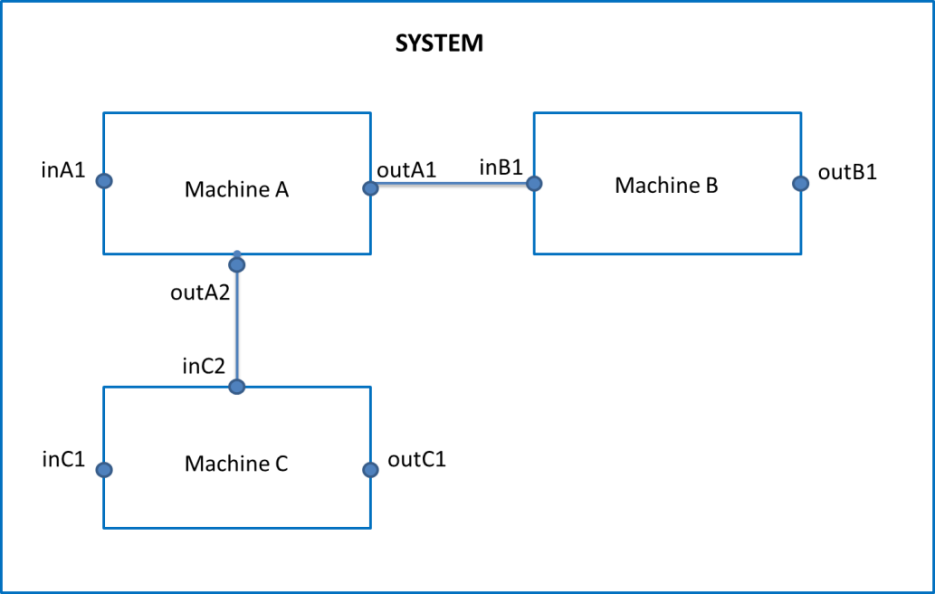 SYSTEM
inA1
Machine A
outA1
inB1
Machine B
outB1
outA2
inC2
inC1
Machine C
outC1